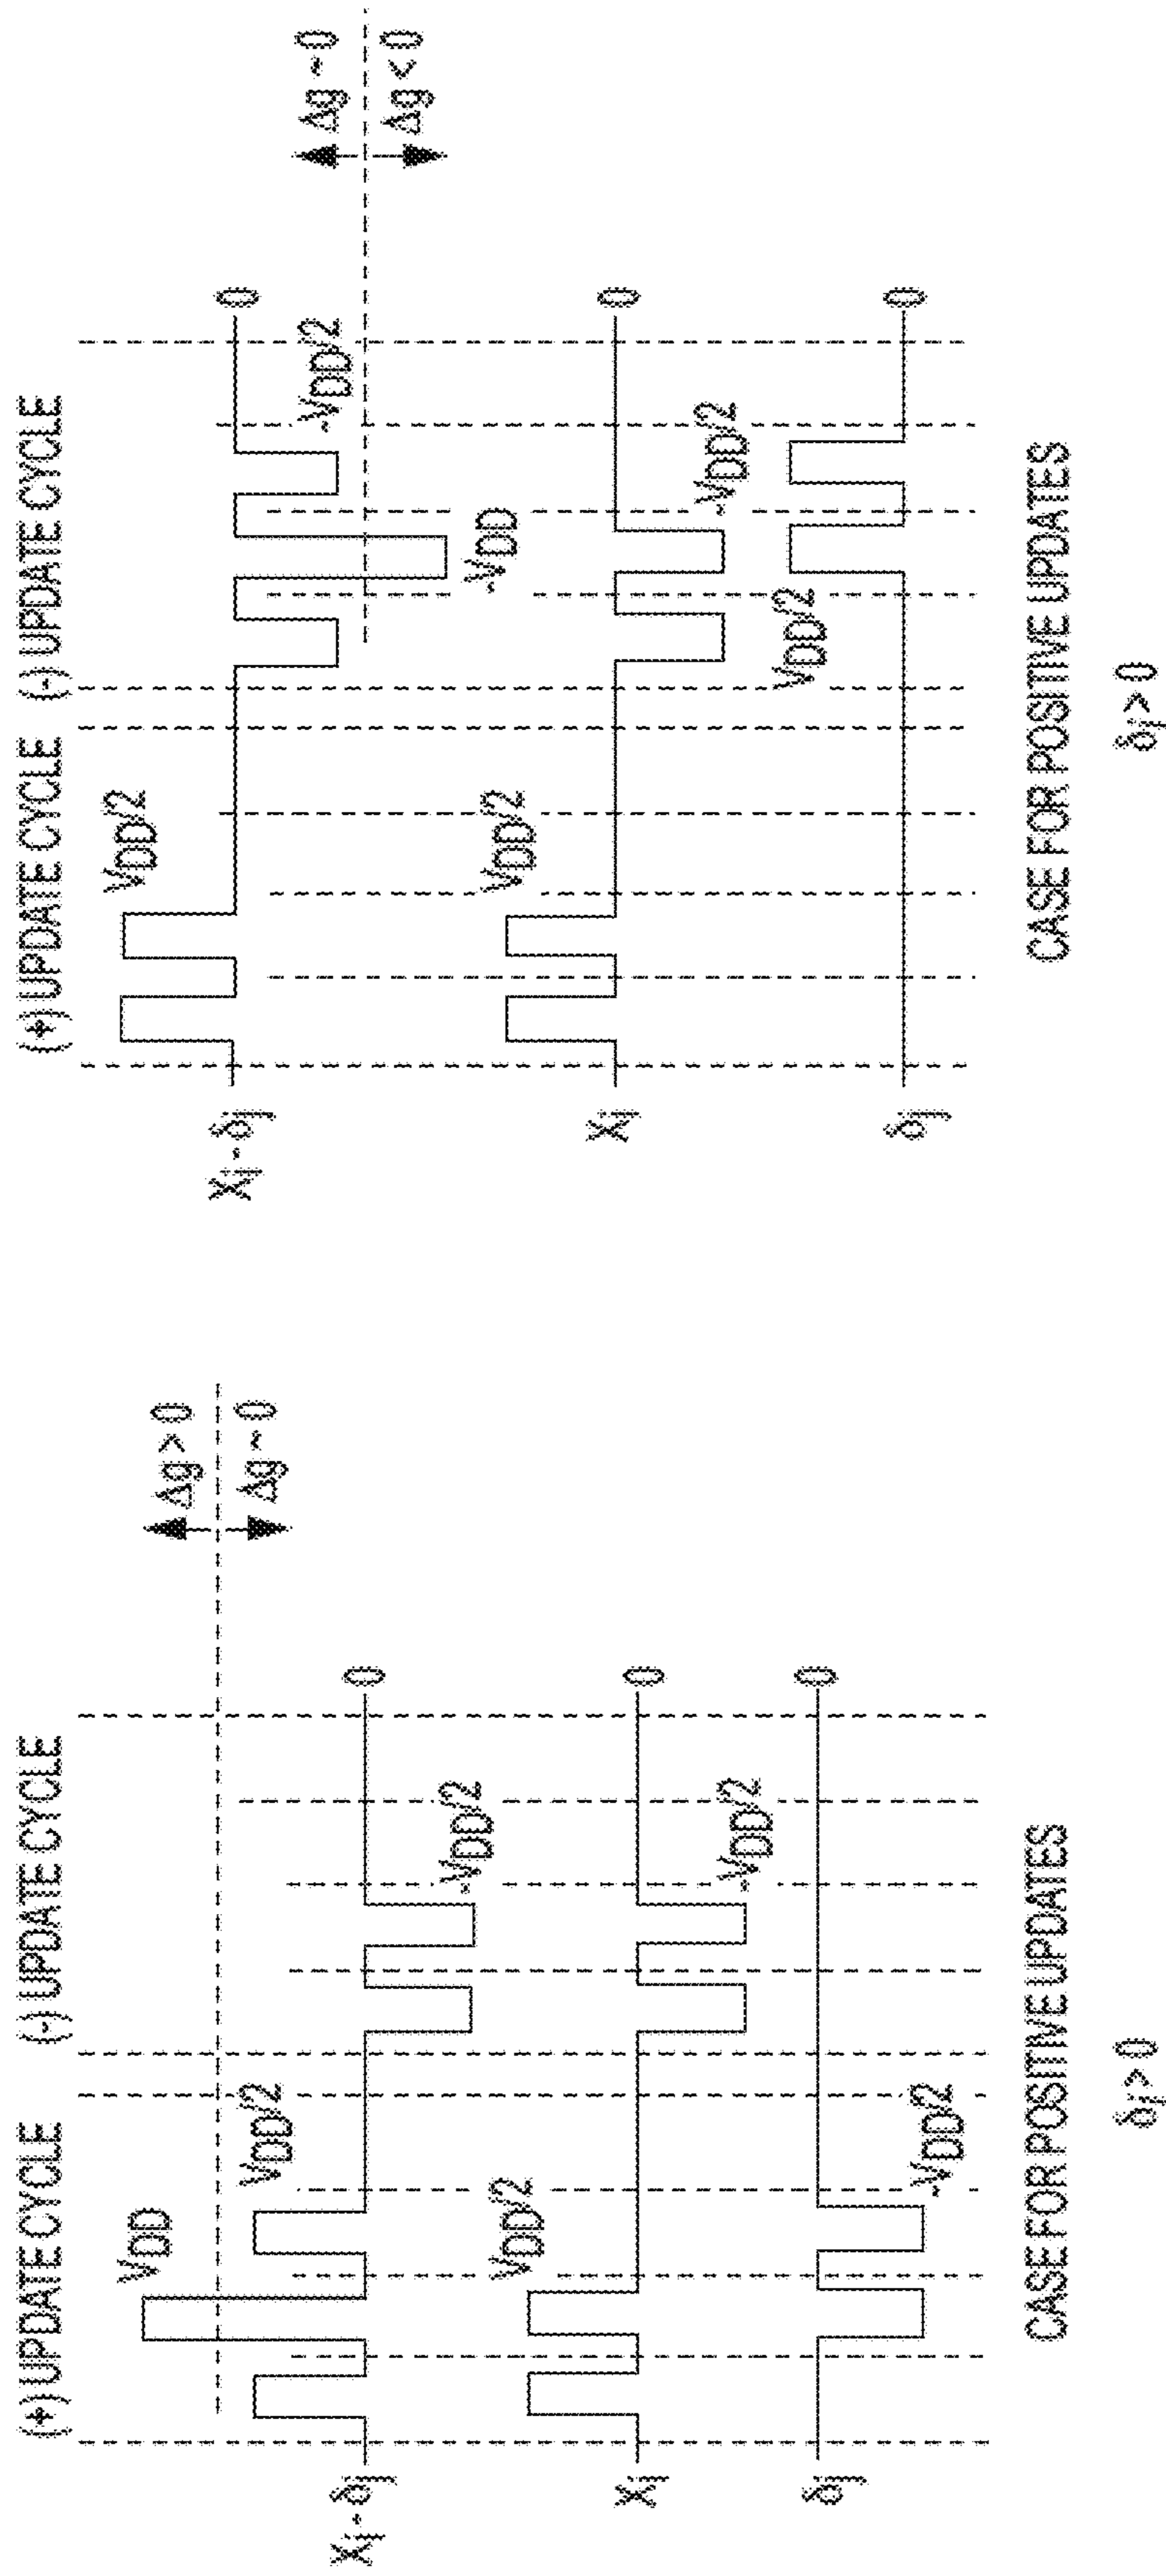 (+) UPDATE CYCLE
(-) UPDATE CYCLE
VDD
VDD/2
Δg > 0
Δg ~ 0
Xi - δj
0
-VDD/2
VDD/2
Xi
0
-VDD/2
δj
0
-VDD/2
CASE FOR POSITIVE UPDATES
δj > 0
(+) UPDATE CYCLE
(-) UPDATE CYCLE
VDD/2
Xi - δj
0
-VDD/2
Δg ~ 0
Δg < 0
-VDD
VDD/2
Xi
0
-VDD/2
VDD/2
δj
0
CASE FOR POSITIVE UPDATES
δj > 0